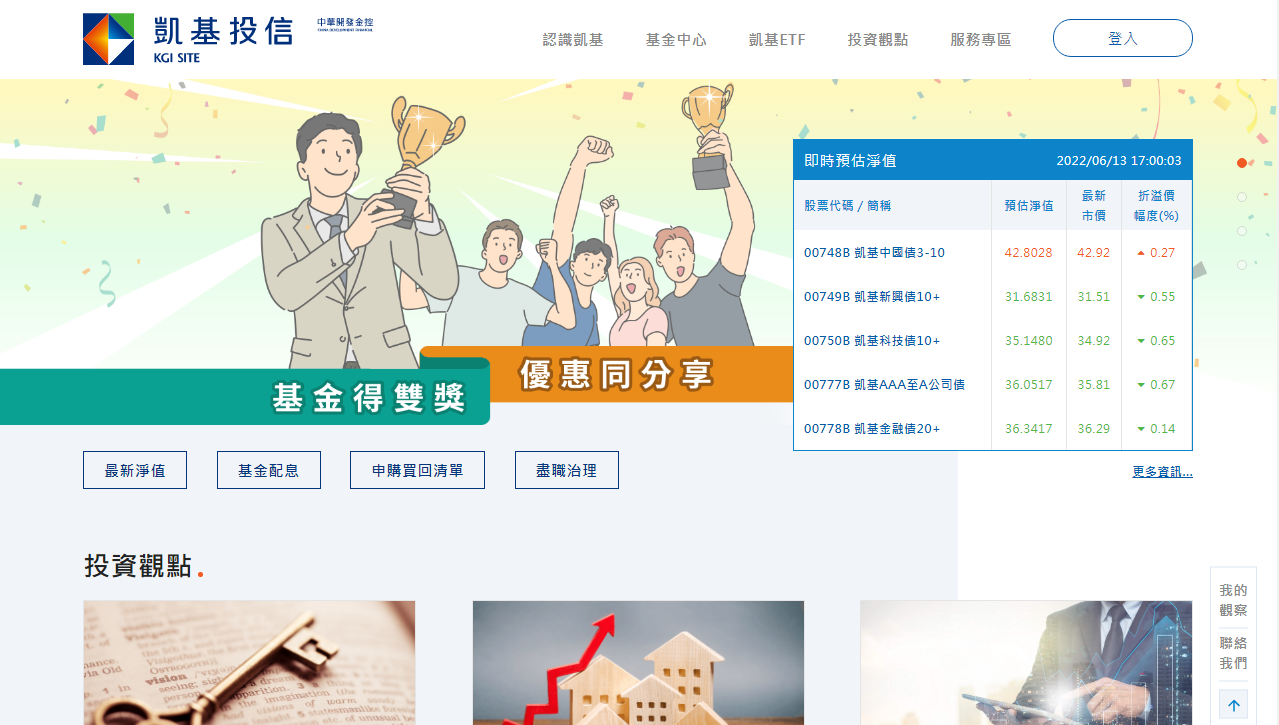 凱基投信
中華開發金控
CHINA DEVELOPMENT FINANCIAL
KGI SITE
認識凱基
基金中心
凱基ETF
投資觀點
服務專區
登入
即時預估淨值 2022/06/13 17:00:03
股票代碼 / 簡稱 預估淨值 最新市價 折溢價幅度(%)
00748B 凱基中國債3-10 42.8028 42.92 0.27
00749B 凱基新興債10+ 31.6831 31.51 0.55
00750B 凱基科技債10+ 35.1480 34.92 0.65
00777B 凱基AAA至A公司債 36.0517 35.81 0.67
00778B 凱基金融債20+ 36.3417 36.29 0.14
更多資訊...
基金得雙獎
優惠同分享
最新淨值
基金配息
申購買回清單
盡職治理
投資觀點.
vision
我的
觀察
聯絡
我們